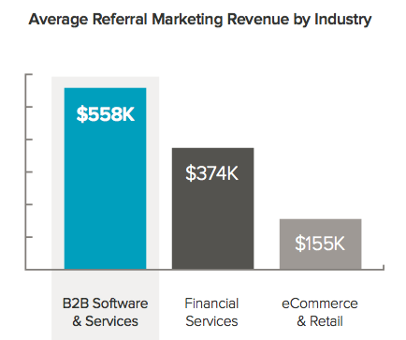 Average Referral Marketing Revenue by Industry
$558K
$374K
$155K
B2B Software
& Services
Financial
Services
eCommerce
& Retail